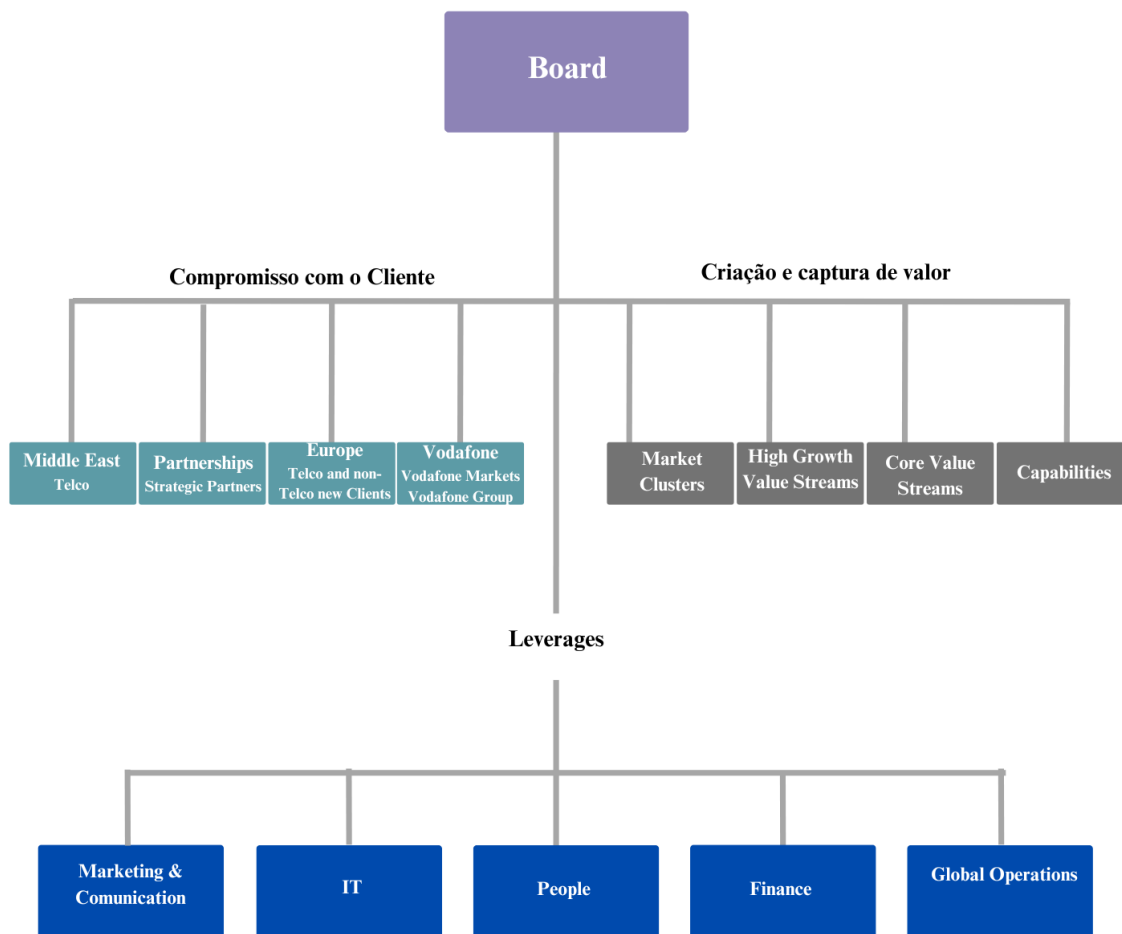 Board
Compromisso com o Cliente
Criação e captura de valor
Middle East
Telco
Partnerships
Strategic Partners
Europe
Telco and non-
Telco new Clients
Vodafone
Vodafone Markets
Vodafone Group
Market
Clusters
High Growth
Value Streams
Core Value
Streams
Capabilities
Leverages
Marketing &
Comunication
IT
People
Finance
Global Operations